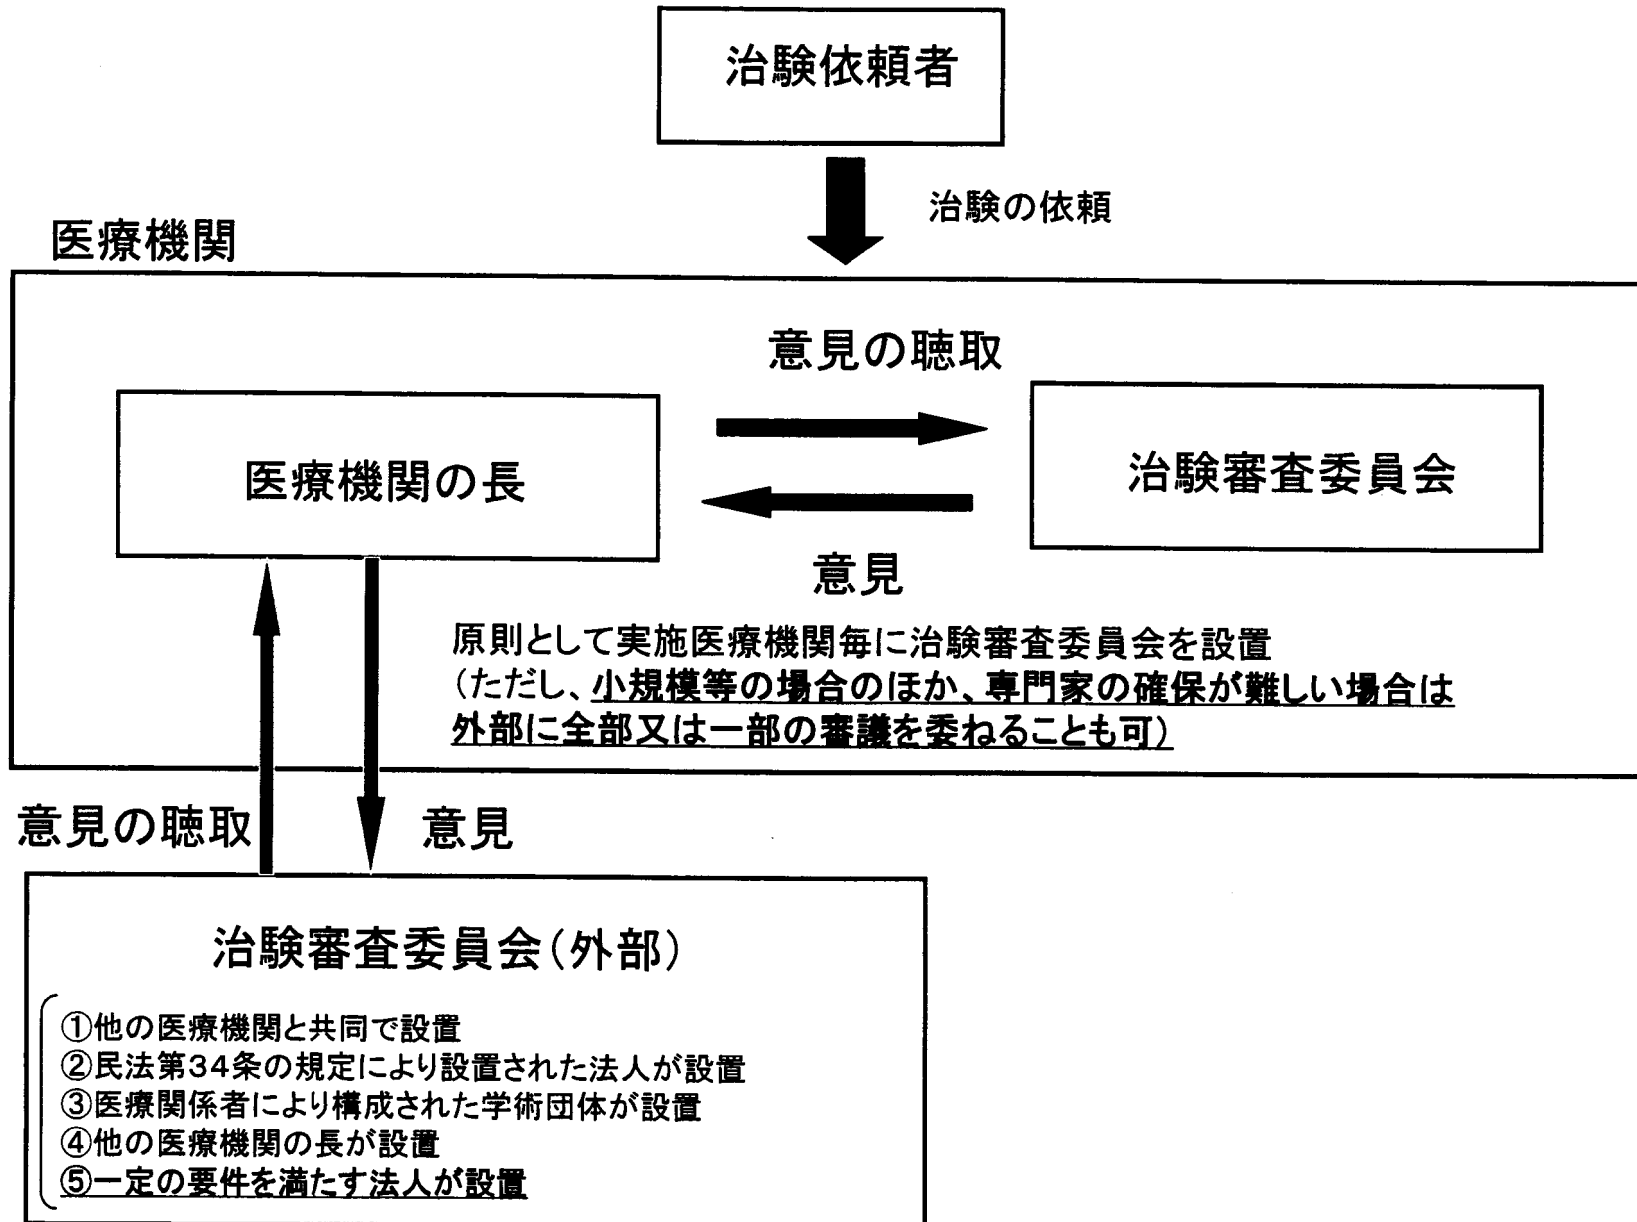 治験依頼者
治験の依頼
医療機関
意見の聴取
医療機関の長
治験審査委員会
意見
原則として実施医療機関毎に治験審査委員会を設置
(ただし、小規模等の場合のほか、専門家の確保が難しい場合は
外部に全部又は一部の審議を委ねることも可)
意見の聴取
意見
治験審査委員会(外部)
①他の医療機関と共同で設置
②民法第34条の規定により設置された法人が設置
③医療関係者により構成された学術団体が設置
④他の医療機関の長が設置
⑤一定の要件を満たす法人が設置